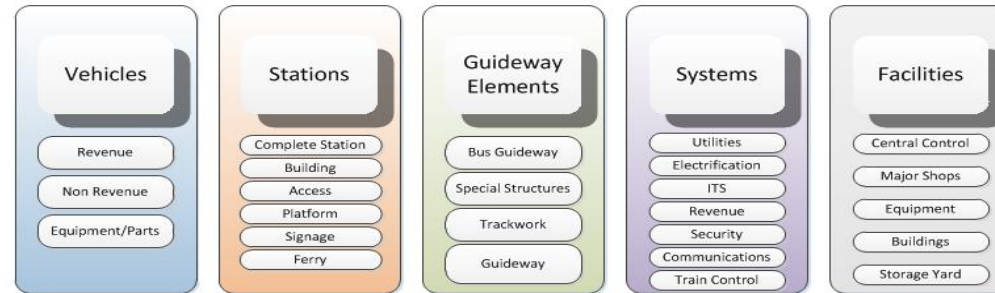 Vehicles
Revenue
Non Revenue
Equipment/Parts
Stations
Complete Station
Building
Access
Platform
Signage
Ferry
Guideway
Elements
Bus Guideway
Special Structures
Trackwork
Guideway
Systems
Utilities
Electrification
ITS
Revenue
Security
Communications
Train Control
Facilities
Central Control
Major Shops
Equipment
Buildings
Storage Yard